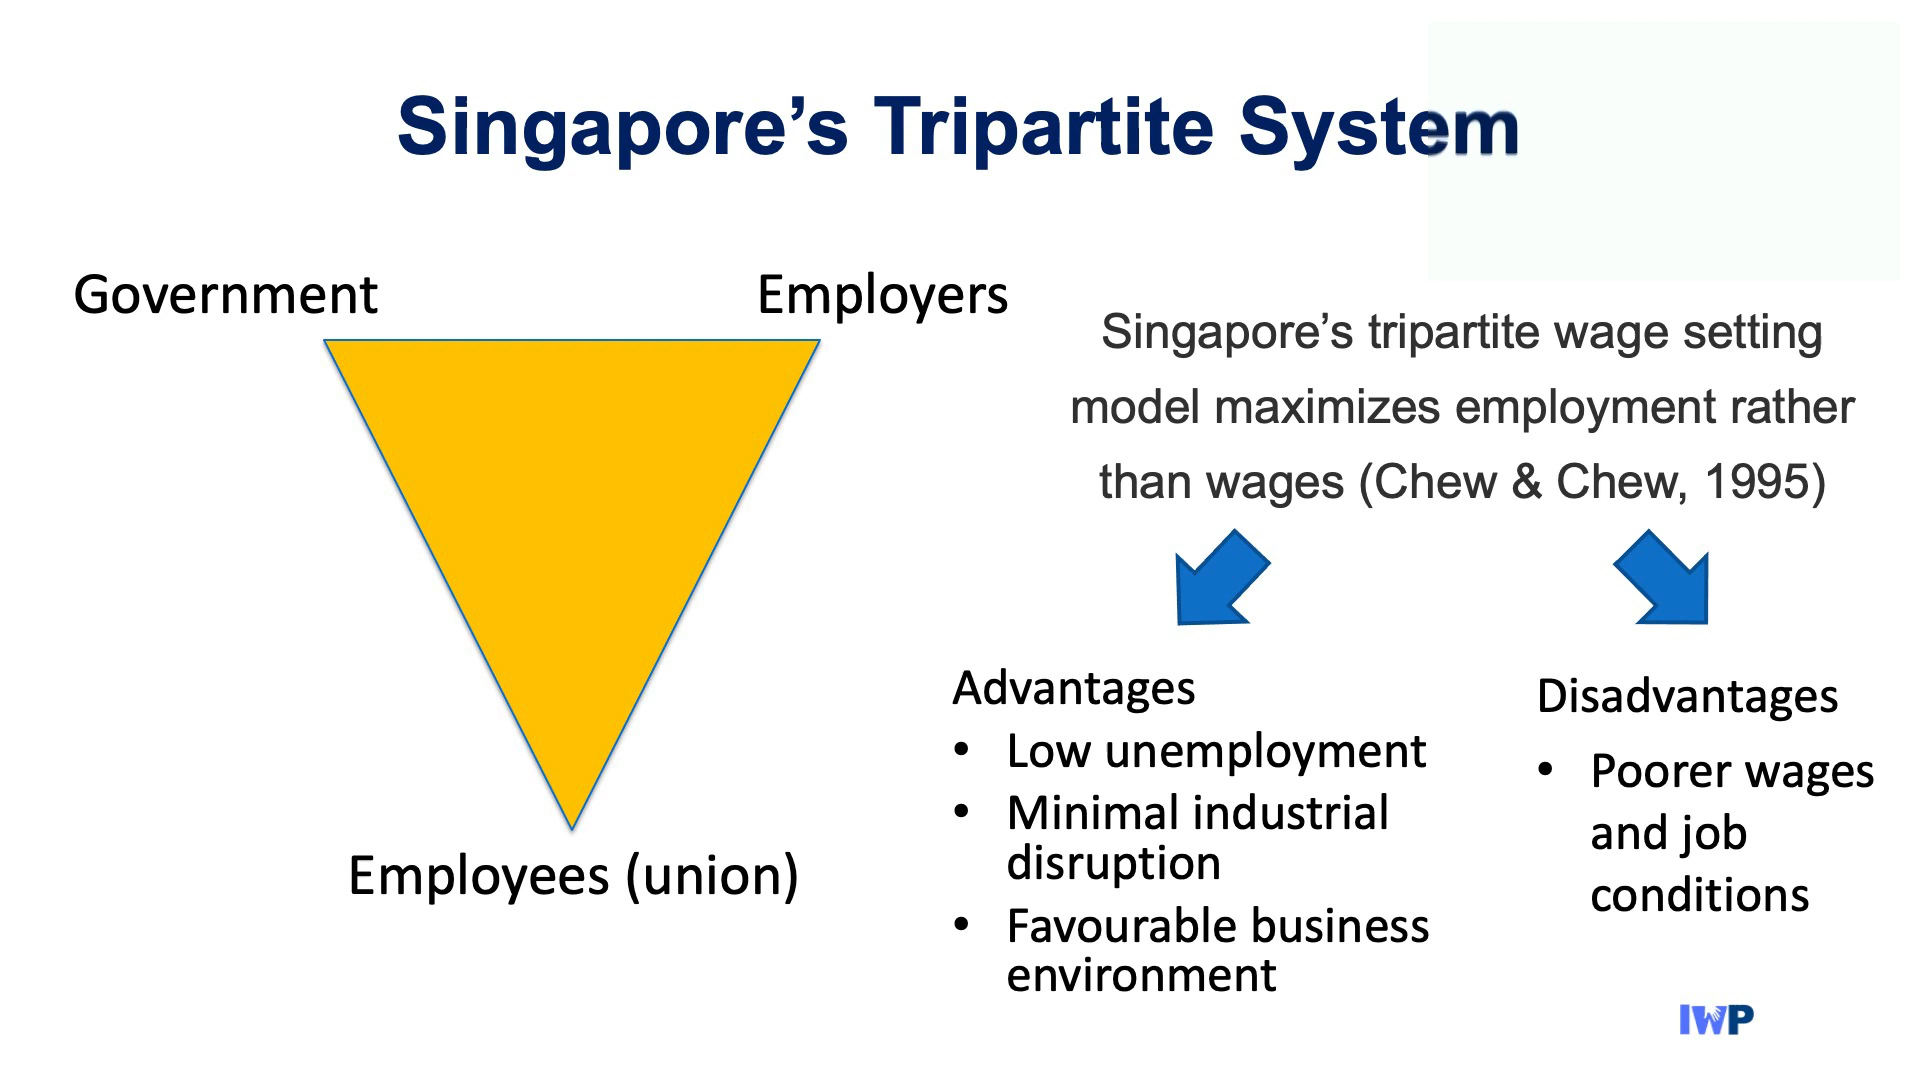 Singapore’s Tripartite System
Government
Employers
Employees (union)
Singapore’s tripartite wage setting
model maximizes employment rather
than wages (Chew & Chew, 1995)
Advantages
• Low unemployment
• Minimal industrial
disruption
• Favourable business
environment
Disadvantages
• Poorer wages
and job
conditions
IWP